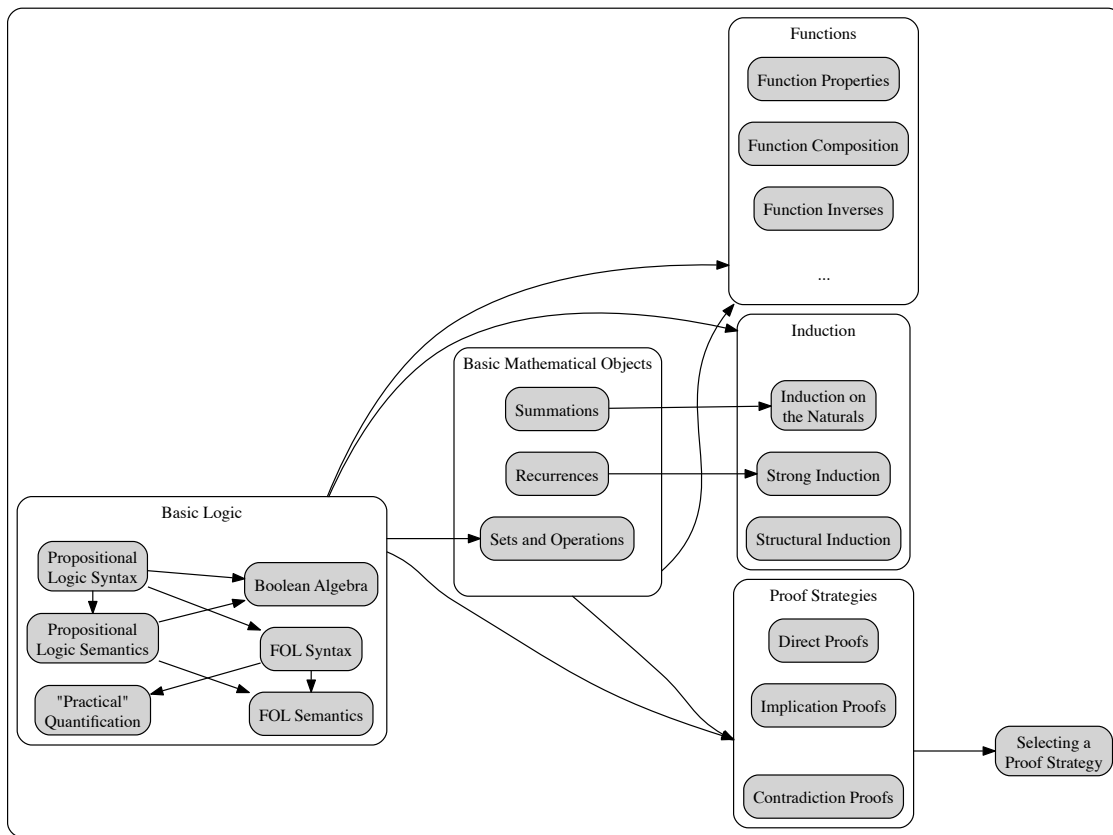 Functions
Function Properties
Function Composition
Function Inverses
...
Induction
Induction on
the Naturals
Strong Induction
Structural Induction
Basic Mathematical Objects
Summations
Recurrences
Sets and Operations
Basic Logic
Propositional
Logic Syntax
Boolean Algebra
Propositional
Logic Semantics
FOL Syntax
"Practical"
Quantification
FOL Semantics
Proof Strategies
Direct Proofs
Implication Proofs
Contradiction Proofs
Selecting a
Proof Strategy